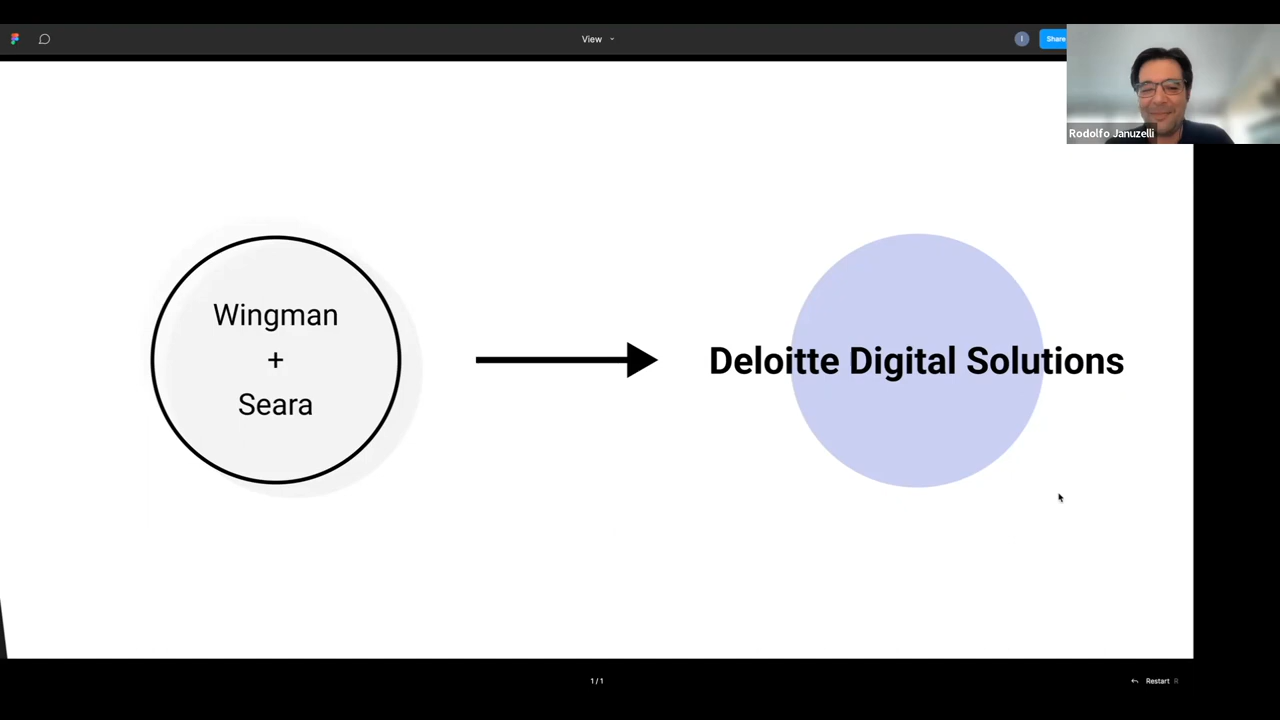 View
I
Share
Rodolfo Januzelli
Wingman
+
Seara
Deloitte Digital Solutions
1 / 1
Restart R